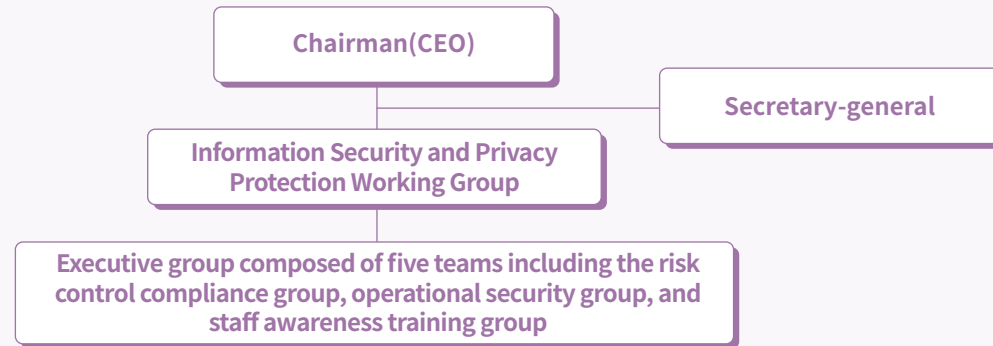 Chairman(CEO)
Secretary-general
Information Security and Privacy
Protection Working Group
Executive group composed of five teams including the risk
control compliance group, operational security group, and
staff awareness training group